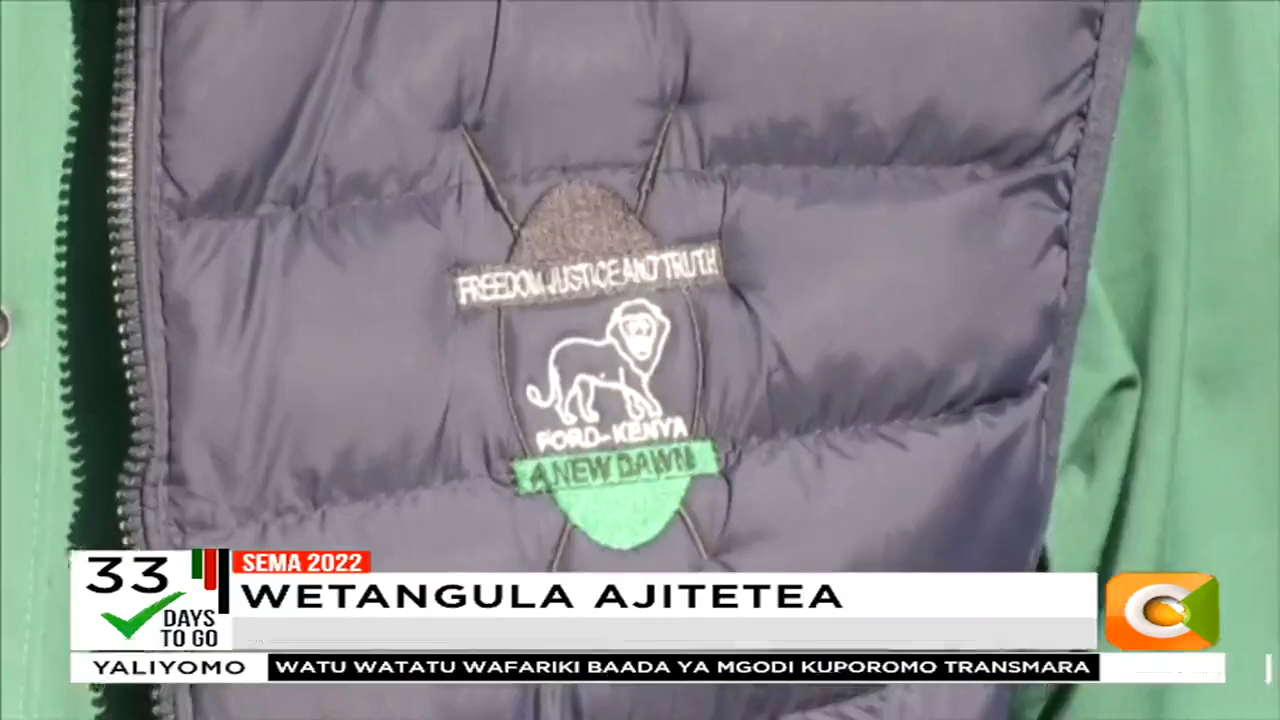 FREEDOM JUSTICE AND TRUTH
FORD-KENYA
A NEW DAWN
33
DAYS
TO GO
SEMA 2022
WETANGULA AJITETEA
YALIYOMO
WATU WATATU WAFARIKI BAADA YA MGODI KUPOROMO TRANSMARA